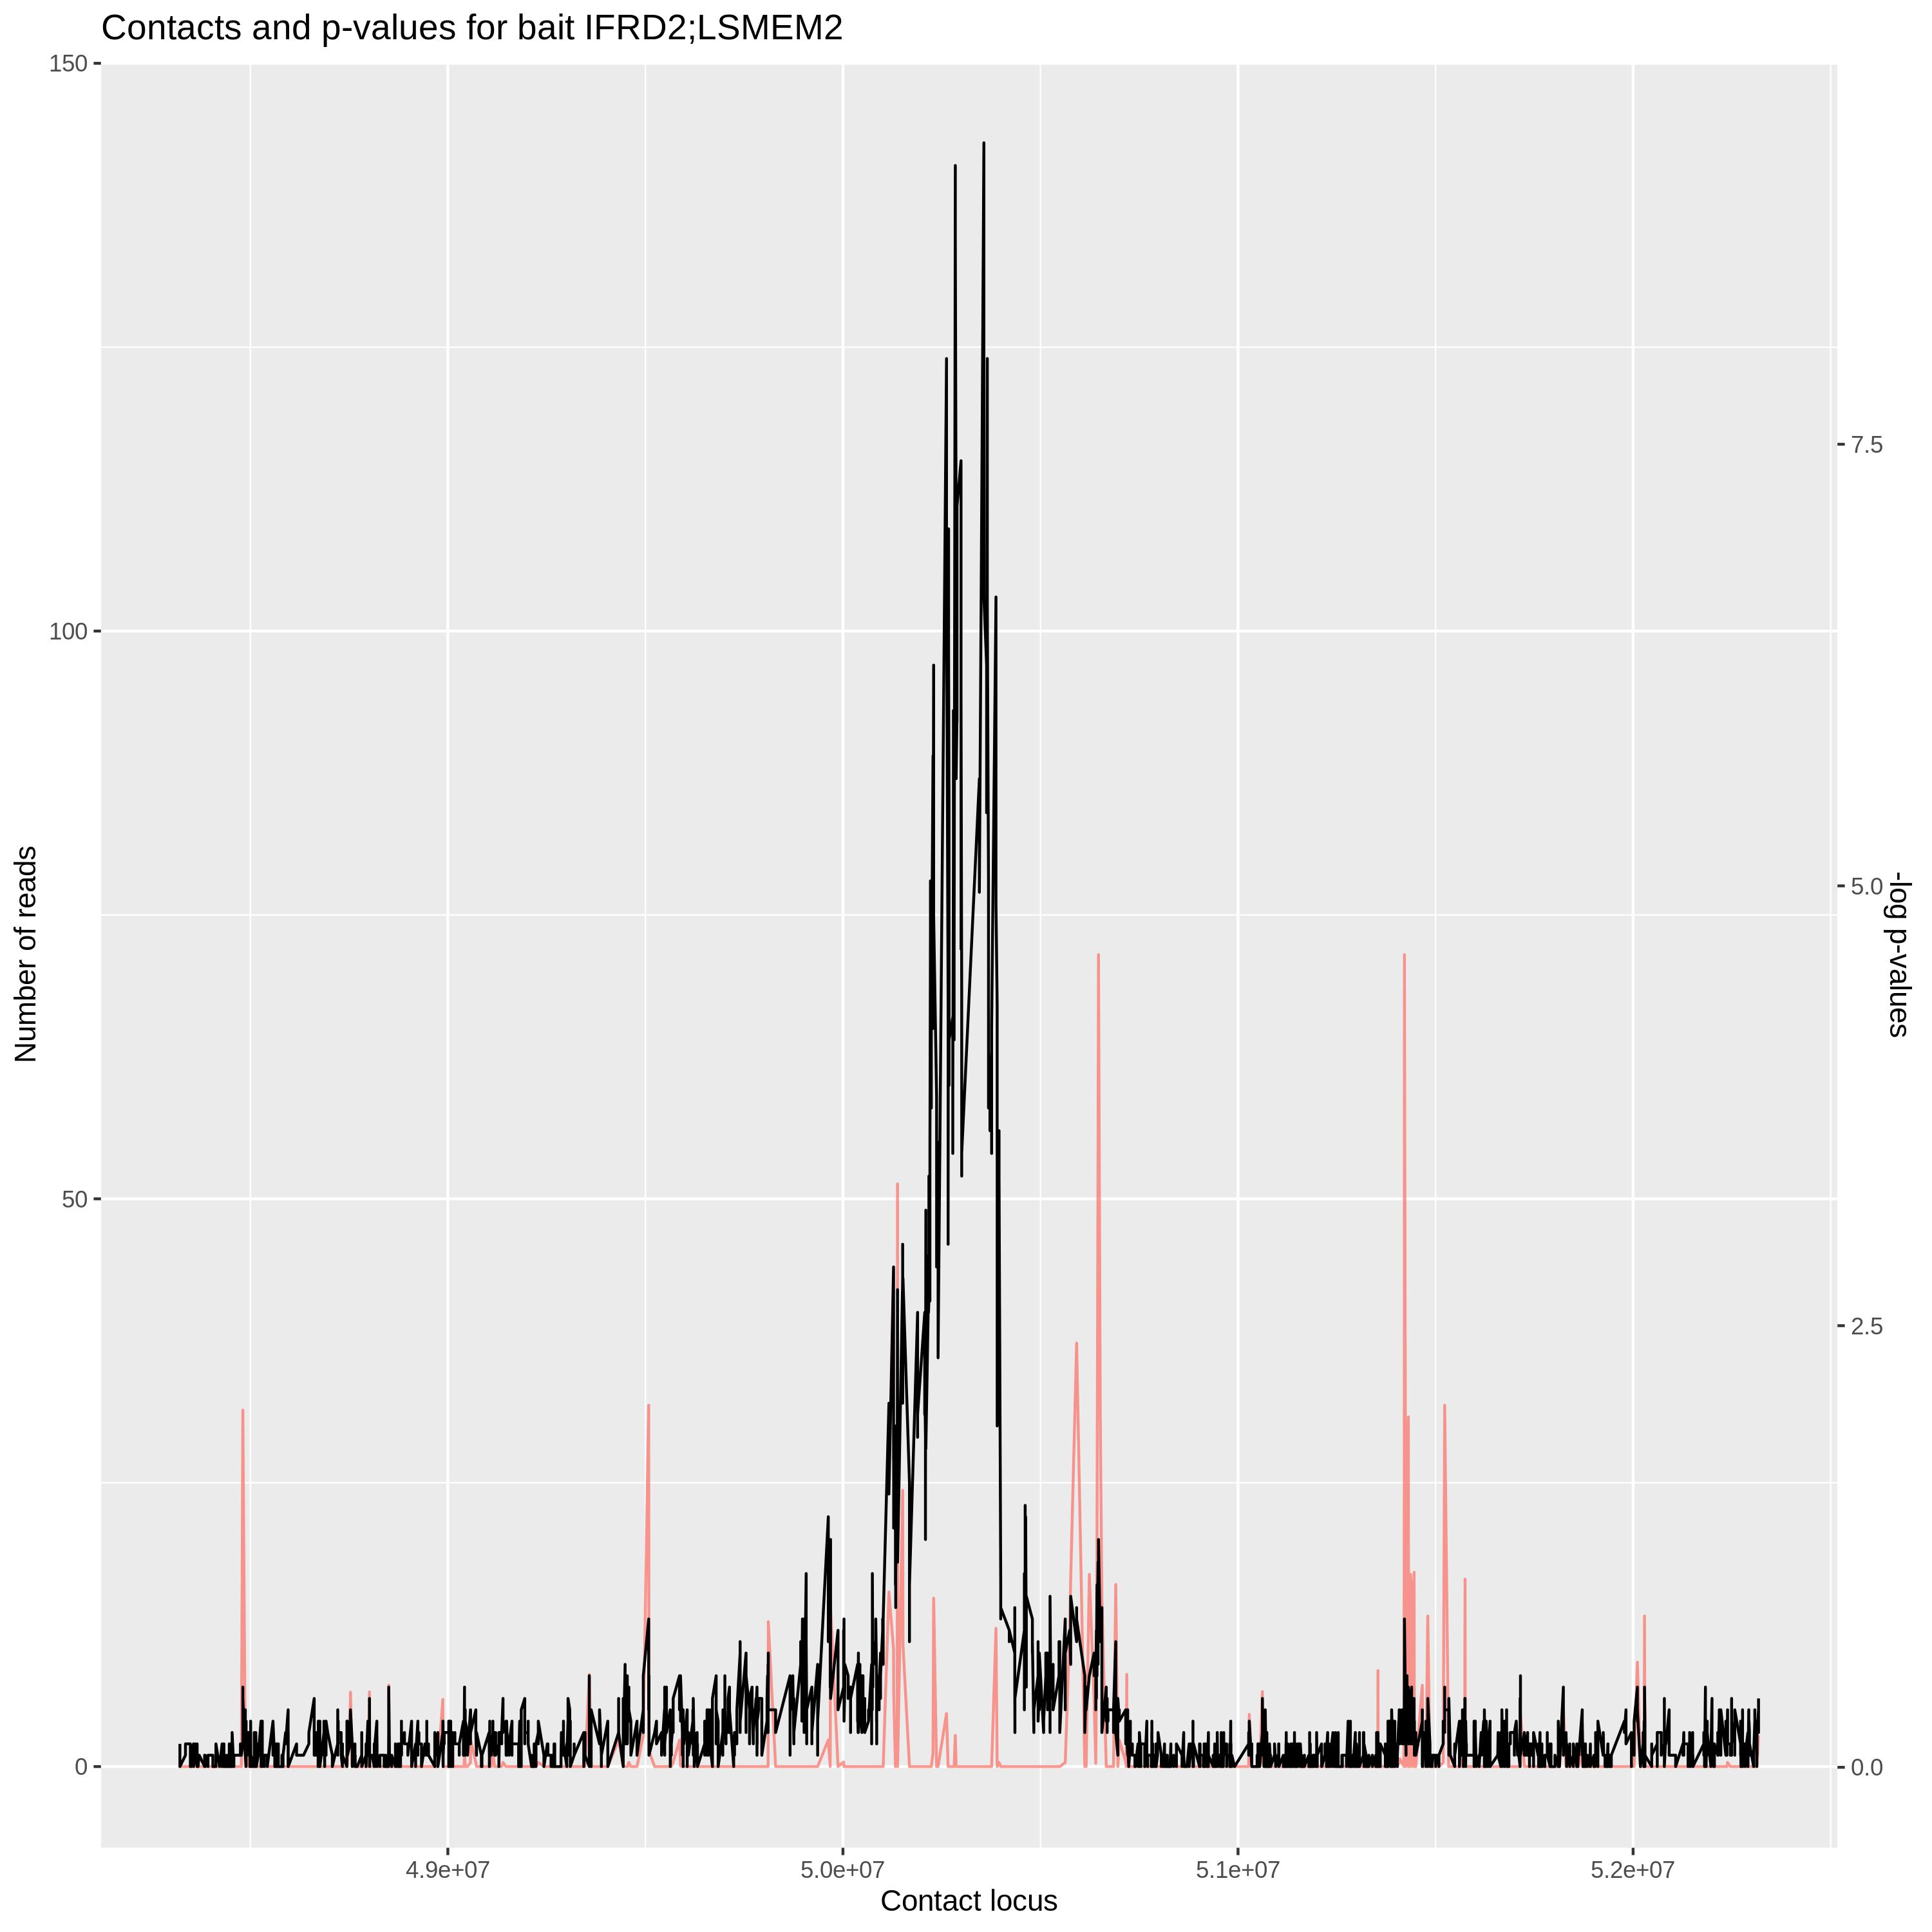 Contacts and p-values for bait IFRD2;LSMEM2
150
100
50
0
Number of reads
7.5
5.0
2.5
0.0
-log p-values
4.9e+07
5.0e+07
5.1e+07
5.2e+07
Contact locus